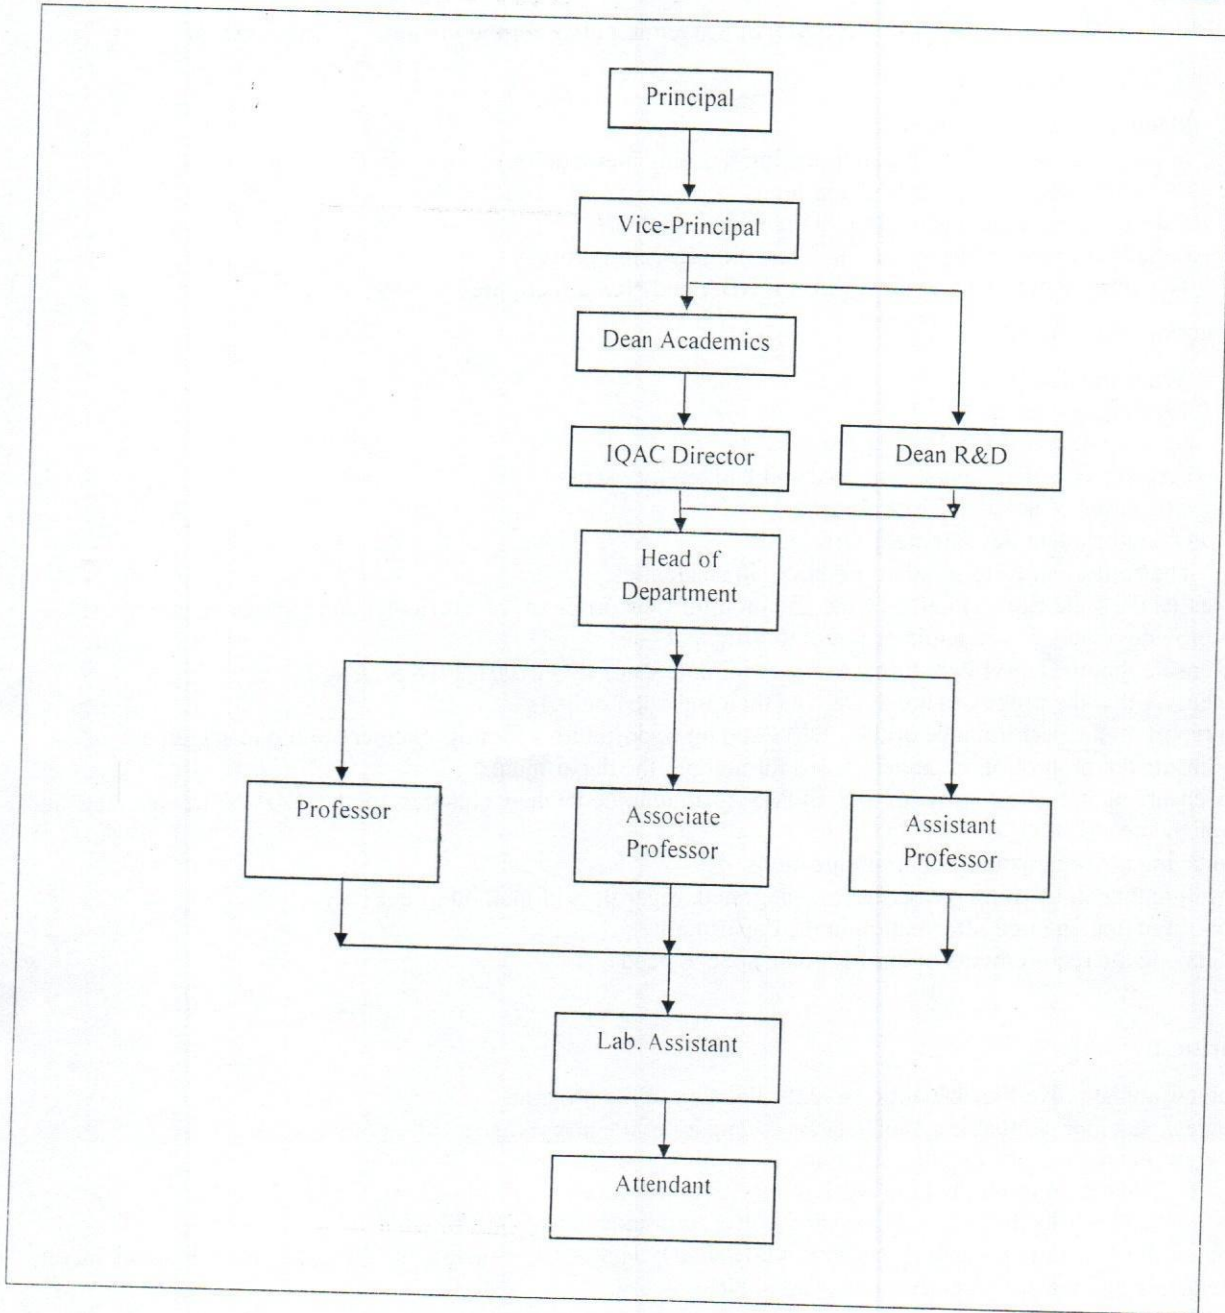 Principal
Vice-Principal
Dean Academics
IQAC Director
Dean R&D
Head of
Department
Professor
Associate
Professor
Assistant
Professor
Lab. Assistant
Attendant